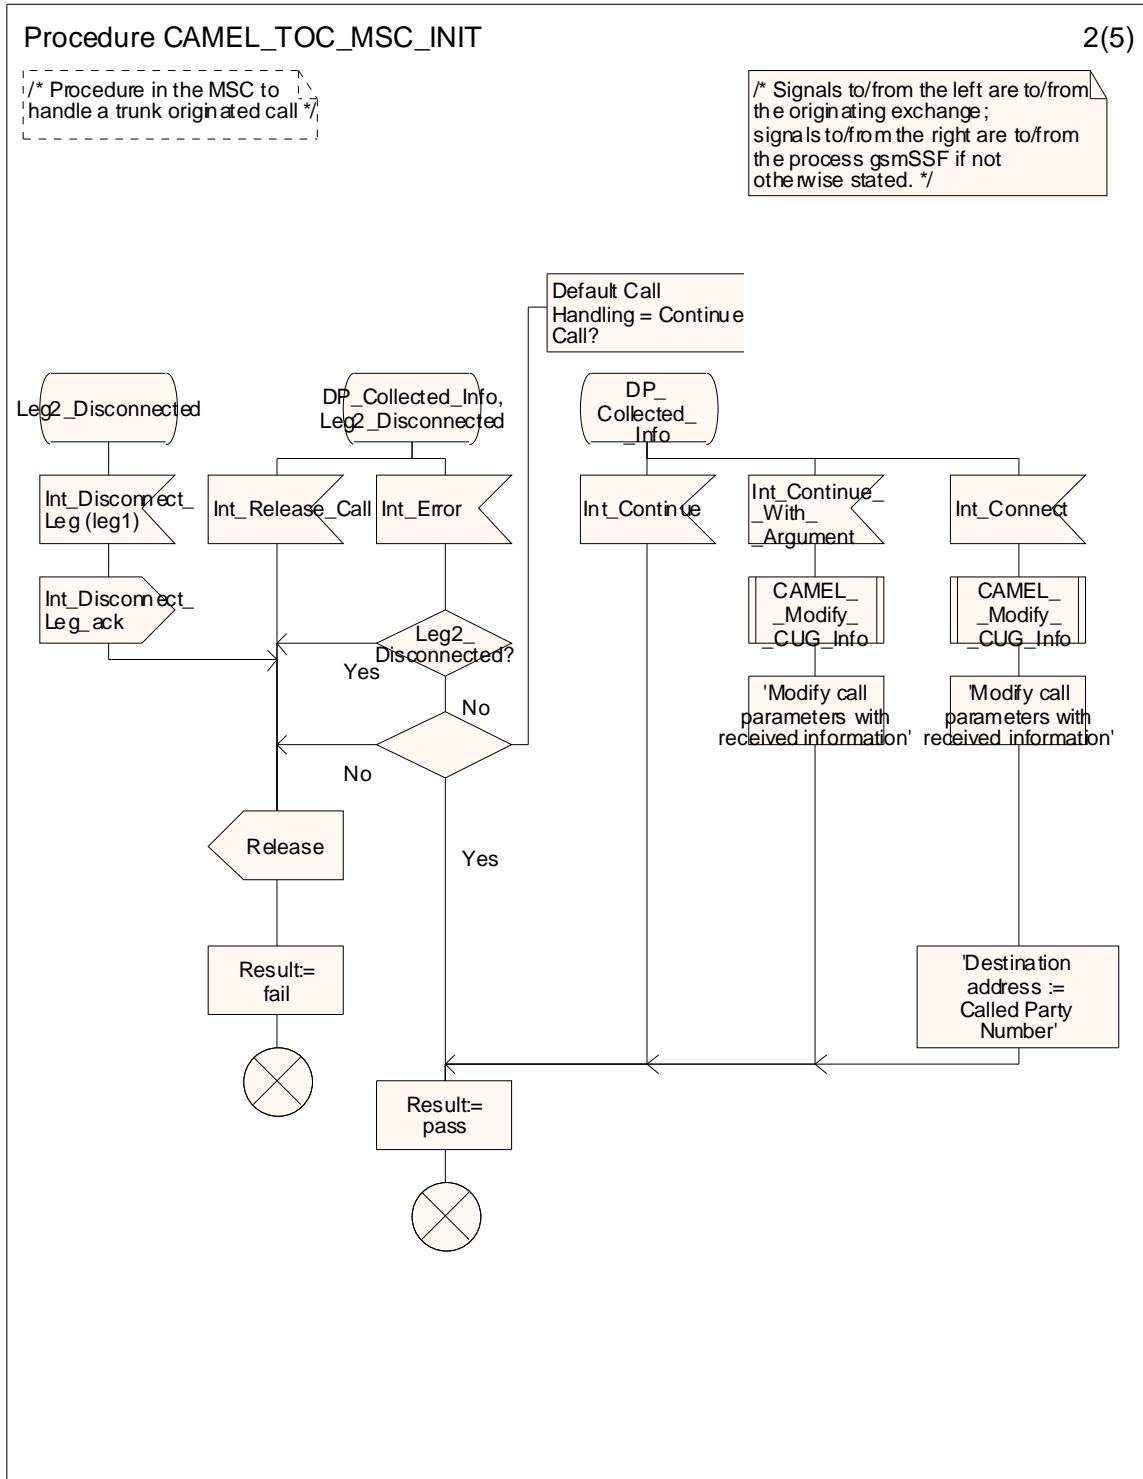 Procedure CAMEL_TOC_MSC_INIT
2(5)
/* Procedure in the MSC to
handle a trunk originated call */
/* Signals to/from the left are to/from
the originating exchange;
signals to/from the right are to/from
the process gsmSSF if not
otherwise stated. */
Default Call
Handling = Continue
Call?
Leg2_Disconnected
DP_Collected_Info,
Leg2_Disconnected
DP_
Collected_
_Info
Int_Disconnect_
Leg (leg1)
Int_Release_Call
Int_Error
Int_Continue
Int_Continue_
_With_
_Argument
Int_Connect
Int_Disconnect_
Leg_ack
Leg2_
Disconnected?
CAMEL_
_Modify_
_CUG_Info
CAMEL_
_Modify_
_CUG_Info
Yes
No
'Modify call
parameters with
received information'
'Modify call
parameters with
received information'
No
Release
Yes
Result:=
fail
'Destination
address :=
Called Party
Number'
Result:=
pass